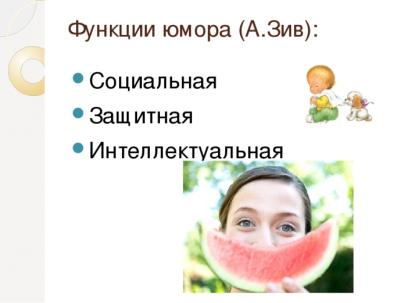 Функции юмора (А.Зив):
Социальная
Защитная
Интеллектуальная